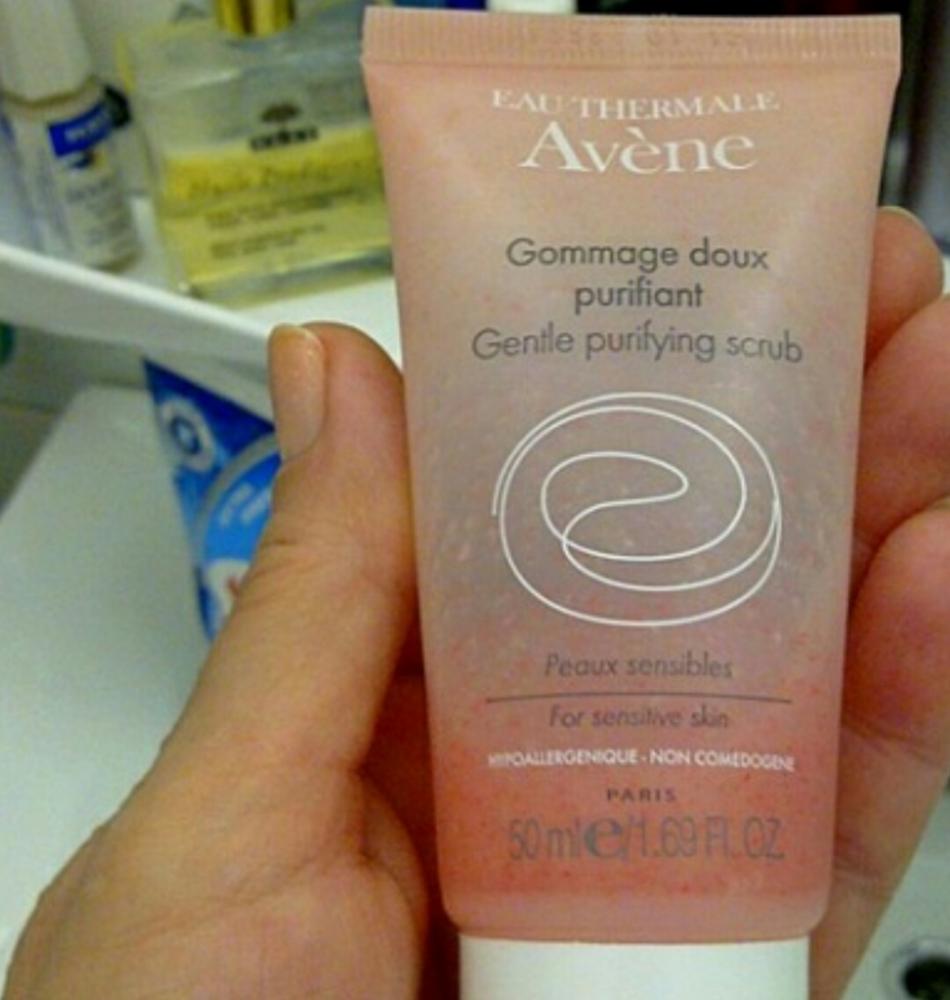 EAU THERMALE
Avène
Gommage doux
purifiant
Gentle purifying scrub
Peaux sensibles
For sensitive skin
HYPOALLERGENIQUE - NON COMEDOGENE
PARIS
50 ml e/1.69 FL. OZ.